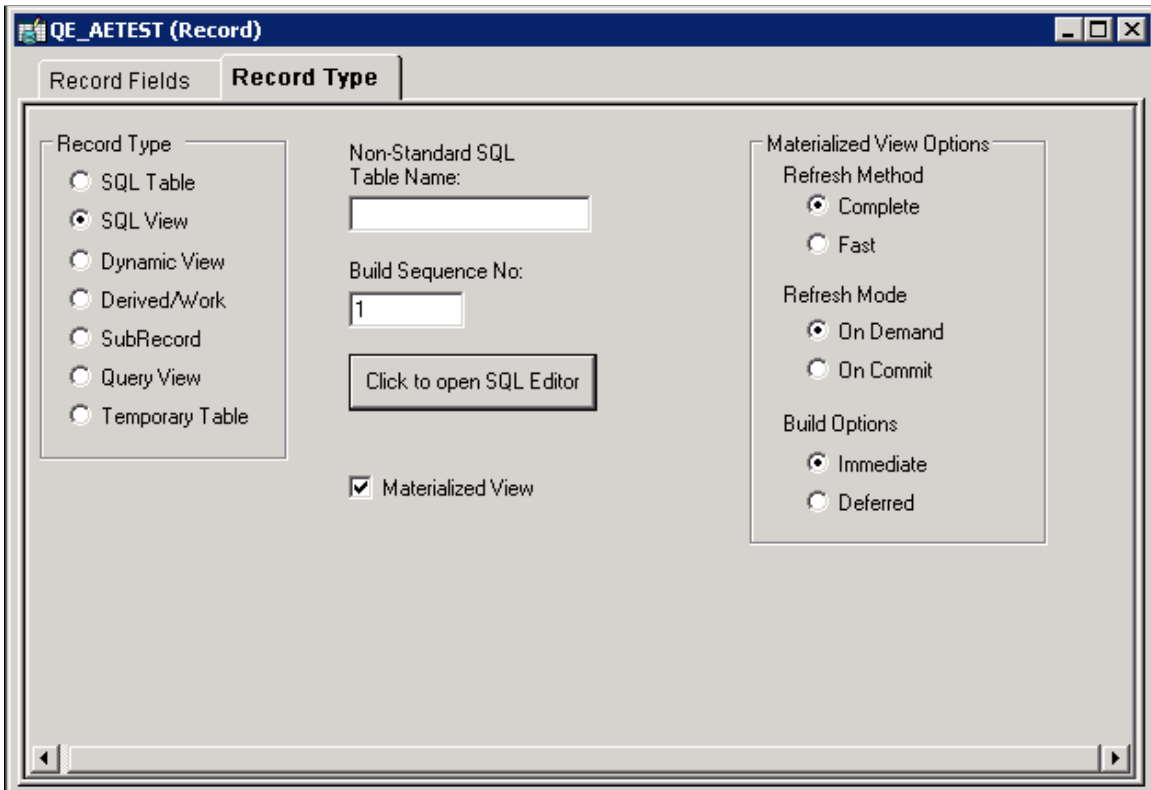 QE_AETEST (Record)
Record Fields
Record Type
Record Type
SQL Table
SQL View
Dynamic View
Derived/Work
SubRecord
Query View
Temporary Table
Non-Standard SQL
Table Name:
Build Sequence No:
1
Click to open SQL Editor
Materialized View
Materialized View Options
Refresh Method
Complete
Fast
Refresh Mode
On Demand
On Commit
Build Options
Immediate
Deferred